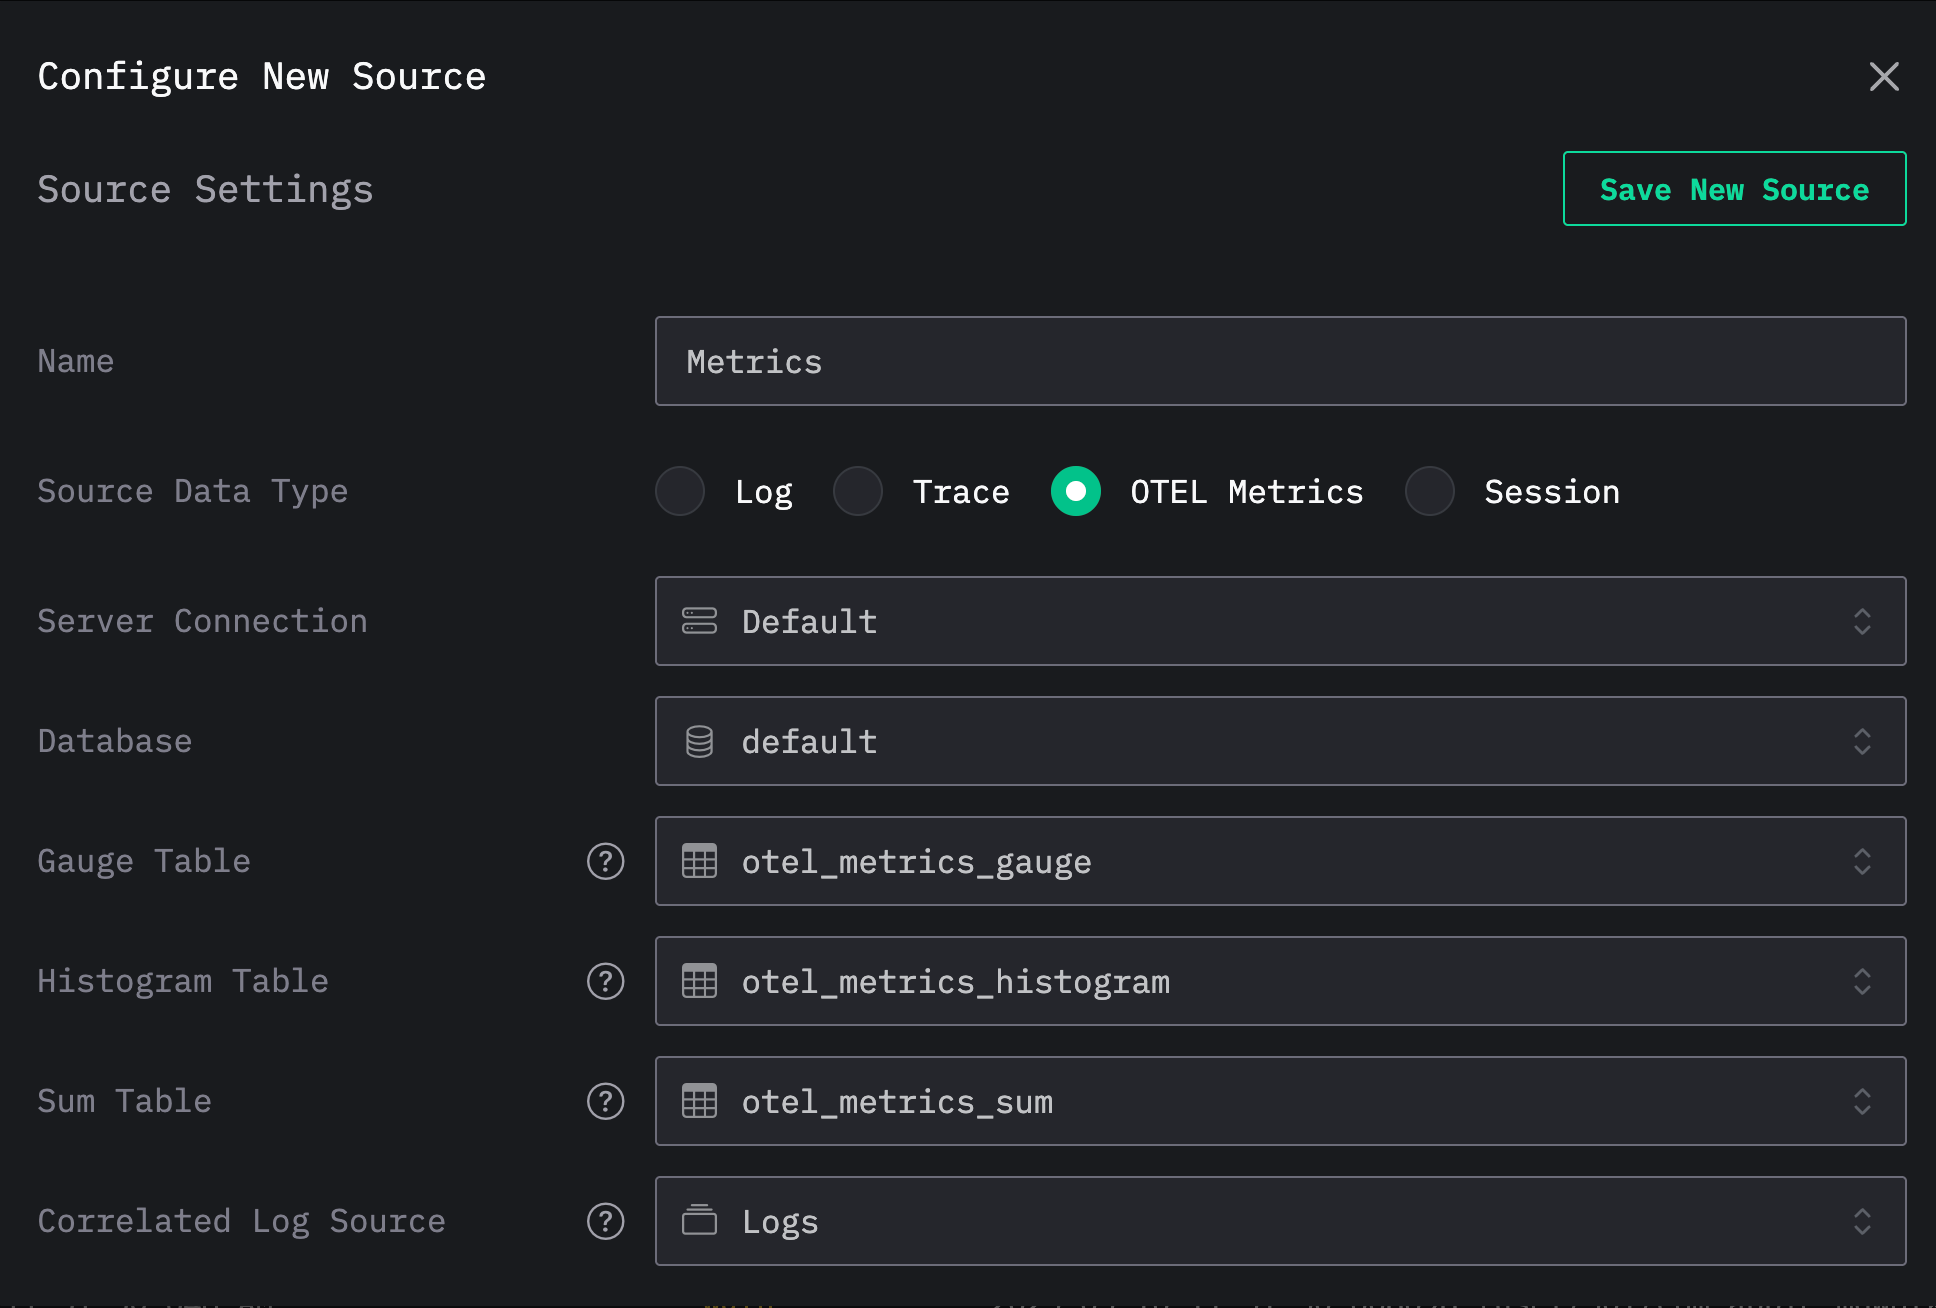 Configure New Source
Source Settings
Save New Source
Name
Metrics
Source Data Type
Log
Trace
OTEL Metrics
Session
Server Connection
Default
Database
default
Gauge Table
?
otel_metrics_gauge
Histogram Table
?
otel_metrics_histogram
Sum Table
?
otel_metrics_sum
Correlated Log Source
?
Logs